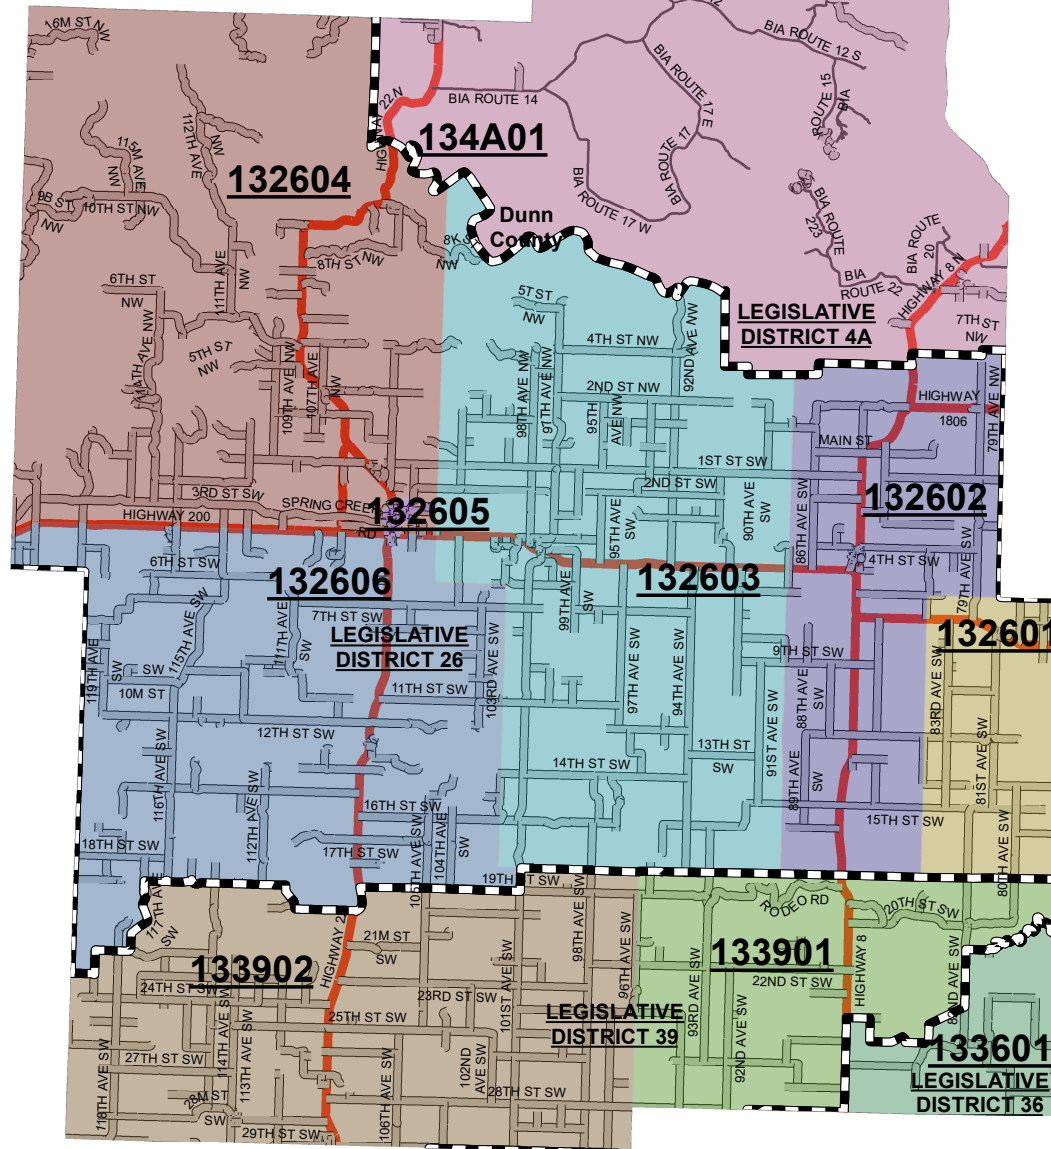 16M ST NW
BIA ROUTE 12 S
BIA ROUTE 17 E
BIA
ROUTE 15
HIGHWAY 22 N
BIA ROUTE 14
112TH AVE
NW
115M AVE
NW
134A01
BIA ROUTE 17
BIA ROUTE 17 W
132604
9B ST
NW
10TH ST NW
Dunn
County
BIA ROUTE
223
BIA ROUTE
20
8K ST
NW
8TH ST NW
6TH ST
NW
111TH AVE
NW
BIA
ROUTE 22
HIGHWAY 8 N
5T ST
NW
LEGISLATIVE
DISTRICT 4A
7TH ST
NW
114TH AVE NW
5TH ST
NW
109TH AVE NW
107TH AVE
NW
4TH ST NW
92ND AVE NW
2ND ST NW
98TH AVE NW
97TH AVE NW
95TH
AVE NW
HIGHWAY
1806
79TH AVE NW
MAIN ST
1ST ST SW
2ND ST SW
3RD ST SW
SPRING CREEK
RD
HIGHWAY 200
132605
95TH AVE
SW
90TH AVE
SW
86TH AVE SW
132602
4TH ST SW
79TH AVE SW
6TH ST SW
132606
132603
99TH AVE
SW
7TH ST SW
LEGISLATIVE
DISTRICT 26
132601
119TH AVE
SW
115TH AVE SW
111TH AVE
SW
SW
10M ST
11TH ST SW
103RD AVE SW
97TH AVE SW
94TH AVE SW
9TH ST SW
88TH AVE
SW
83RD AVE SW
12TH ST SW
13TH ST
SW
91ST AVE SW
14TH ST SW
89TH AVE
SW
81ST AVE SW
116TH AVE SW
112TH AVE SW
16TH ST SW
15TH ST SW
17TH ST SW
18TH ST SW
105TH AVE SW
104TH AVE
SW
19TH ST SW
80TH AVE SW
117TH AVE
SW
RODEO RD
20TH ST SW
21M ST
SW
98TH AVE SW
96TH AVE SW
133902
133901
22ND ST SW
HIGHWAY 8
24TH ST SW
23RD ST SW
101ST AVE SW
25TH ST SW
LEGISLATIVE
DISTRICT 39
93RD AVE SW
92ND AVE SW
133601
LEGISLATIVE
DISTRICT 36
27TH ST SW
114TH AVE SW
113TH AVE SW
102ND
AVE SW
28TH ST SW
28M ST
SW
118TH AVE SW
106TH AVE SW
29TH ST SW